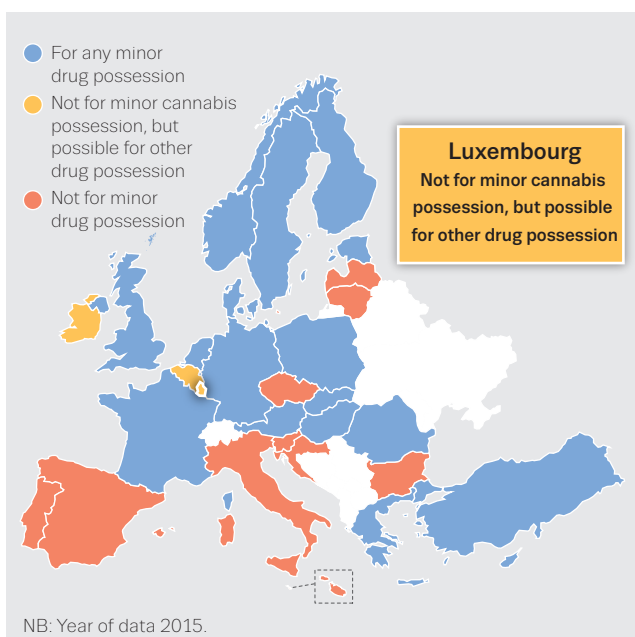 For any minor
drug possession
Not for minor cannabis
possession, but
possible for other
drug possession
Not for minor
drug possession
Luxembourg
Not for minor cannabis
possession, but possible
for other drug possession
NB: Year of data 2015.